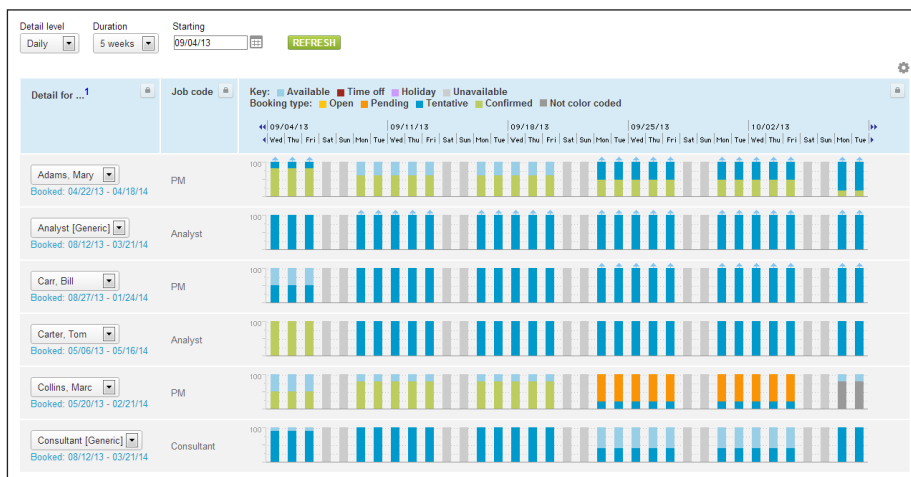 Detail level Duration Starting
Daily 5 weeks 09/04/13 REFRESH
Detail for ...1 Job code Key: Available Time off Holiday Unavailable
Booking type: Open Pending Tentative Confirmed Not color coded
09/04/13 09/11/13 09/18/13 09/25/13 10/02/13
Wed Thu Fri Sat Sun Mon Tue Wed Thu Fri Sat Sun Mon Tue Wed Thu Fri Sat Sun Mon Tue Wed Thu Fri Sat Sun Mon Tue Wed Thu Fri Sat Sun Mon Tue
100
Adams, Mary PM
Booked: 04/22/13 - 04/18/14
100
Analyst [Generic] Analyst
Booked: 08/12/13 - 03/21/14
100
Carr, Bill PM
Booked: 08/27/13 - 01/24/14
100
Carter, Tom Analyst
Booked: 05/06/13 - 05/16/14
100
Collins, Marc PM
Booked: 05/20/13 - 02/21/14
100
Consultant [Generic] Consultant
Booked: 08/12/13 - 03/21/14